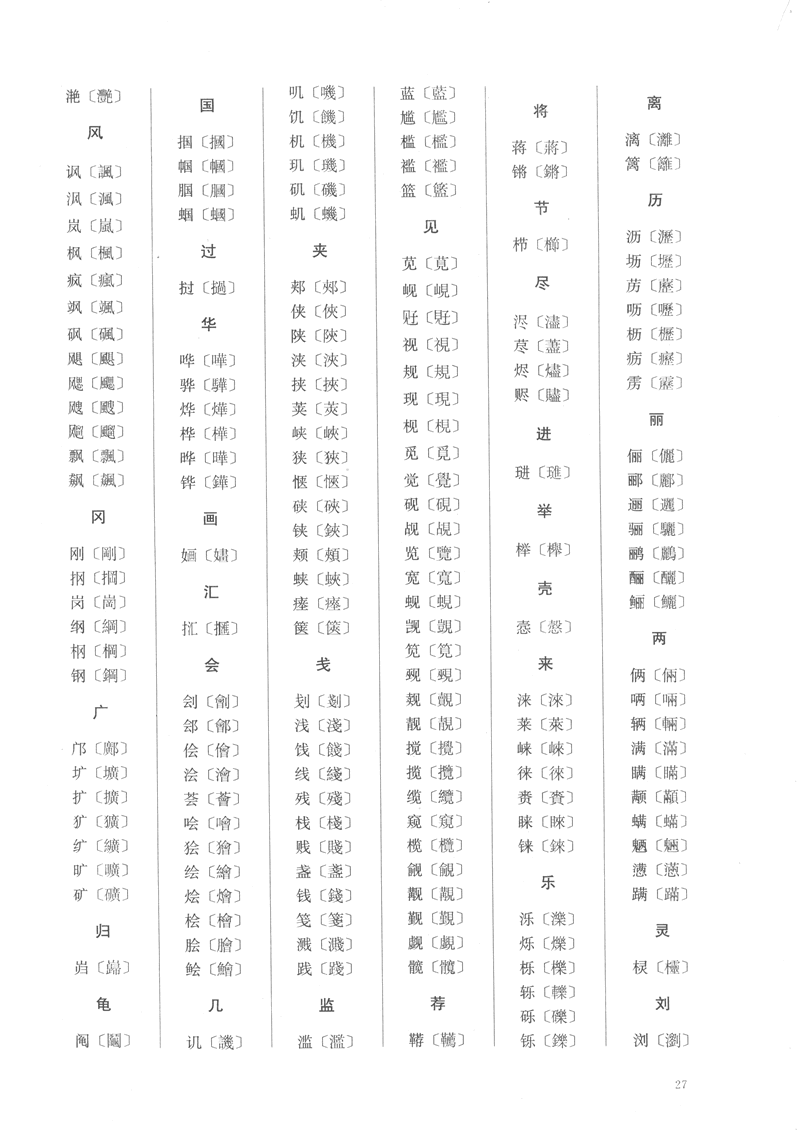 滟〔灩〕
风
讽〔諷〕
沨〔渢〕
岚〔嵐〕
枫〔楓〕
疯〔瘋〕
飒〔颯〕
砜〔碸〕
飓〔颶〕
飔〔颸〕
飕〔颼〕
飗〔飀〕
飘〔飄〕
飙〔飆〕
冈
刚〔剛〕
㧏〔掆〕
岗〔崗〕
纲〔綱〕
㭎〔棡〕
钢〔鋼〕
广
邝〔鄺〕
圹〔壙〕
扩〔擴〕
犷〔獷〕
纩〔纊〕
旷〔曠〕
矿〔礦〕
归
岿〔巋〕
龟
阄〔鬮〕
国
掴〔摑〕
帼〔幗〕
腘〔膕〕
蝈〔蟈〕
过
挝〔撾〕
华
哗〔嘩〕
骅〔驊〕
烨〔燁〕
桦〔樺〕
晔〔曄〕
铧〔鏵〕
画
婳〔嫿〕
汇
㧟〔擓〕
会
刽〔劊〕
郐〔鄶〕
侩〔儈〕
浍〔澮〕
荟〔薈〕
哙〔噲〕
狯〔獪〕
绘〔繪〕
烩〔燴〕
桧〔檜〕
脍〔膾〕
鲙〔鱠〕
几
讥〔譏〕
叽〔嘰〕
饥〔饑〕
机〔機〕
玑〔璣〕
矶〔磯〕
虮〔蟣〕
夹
郏〔郟〕
侠〔俠〕
陕〔陝〕
浃〔浹〕
挟〔挾〕
荚〔莢〕
峡〔峽〕
狭〔狹〕
惬〔愜〕
硖〔硤〕
铗〔鋏〕
颊〔頰〕
蛱〔蛺〕
瘗〔瘞〕
箧〔篋〕
戋
刬〔剗〕
浅〔淺〕
饯〔餞〕
线〔綫〕
残〔殘〕
栈〔棧〕
贱〔賤〕
盏〔盞〕
钱〔錢〕
笺〔箋〕
溅〔濺〕
践〔踐〕
监
滥〔濫〕
蓝〔藍〕
尴〔尷〕
槛〔檻〕
褴〔襤〕
篮〔籃〕
见
苋〔莧〕
岘〔峴〕
觃〔覎〕
视〔視〕
规〔規〕
现〔現〕
枧〔梘〕
觅〔覓〕
觉〔覺〕
砚〔硯〕
觇〔覘〕
览〔覽〕
宽〔寬〕
蚬〔蜆〕
觊〔覬〕
笕〔筧〕
觋〔覡〕
觌〔覿〕
靓〔靚〕
搅〔攪〕
揽〔攬〕
缆〔纜〕
窥〔窺〕
榄〔欖〕
觎〔覦〕
觏〔覯〕
觐〔覲〕
觑〔覷〕
髋〔髖〕
荐
鞯〔韉〕
将
蒋〔蔣〕
锵〔鏘〕
节
栉〔櫛〕
尽
浕〔濜〕
荩〔藎〕
烬〔燼〕
赆〔贐〕
进
琎〔璡〕
举
榉〔櫸〕
壳
悫〔慤〕
来
涞〔淶〕
莱〔萊〕
崃〔崍〕
徕〔徠〕
赉〔賚〕
睐〔睞〕
铼〔錸〕
乐
泺〔濼〕
烁〔爍〕
栎〔櫟〕
轹〔轢〕
砾〔礫〕
铄〔鑠〕
离
漓〔灕〕
篱〔籬〕
历
沥〔瀝〕
坜〔壢〕
苈〔藶〕
呖〔嚦〕
枥〔櫪〕
疬〔癧〕
雳〔靂〕
丽
俪〔儷〕
郦〔酈〕
逦〔邐〕
骊〔驪〕
鹂〔鸝〕
酾〔釃〕
鲡〔鱺〕
两
俩〔倆〕
唡〔啢〕
辆〔輛〕
满〔滿〕
瞒〔瞞〕
颟〔顢〕
螨〔蟎〕
魉〔魎〕
懑〔懣〕
蹒〔蹣〕
灵
棂〔欞〕
刘
浏〔瀏〕
27